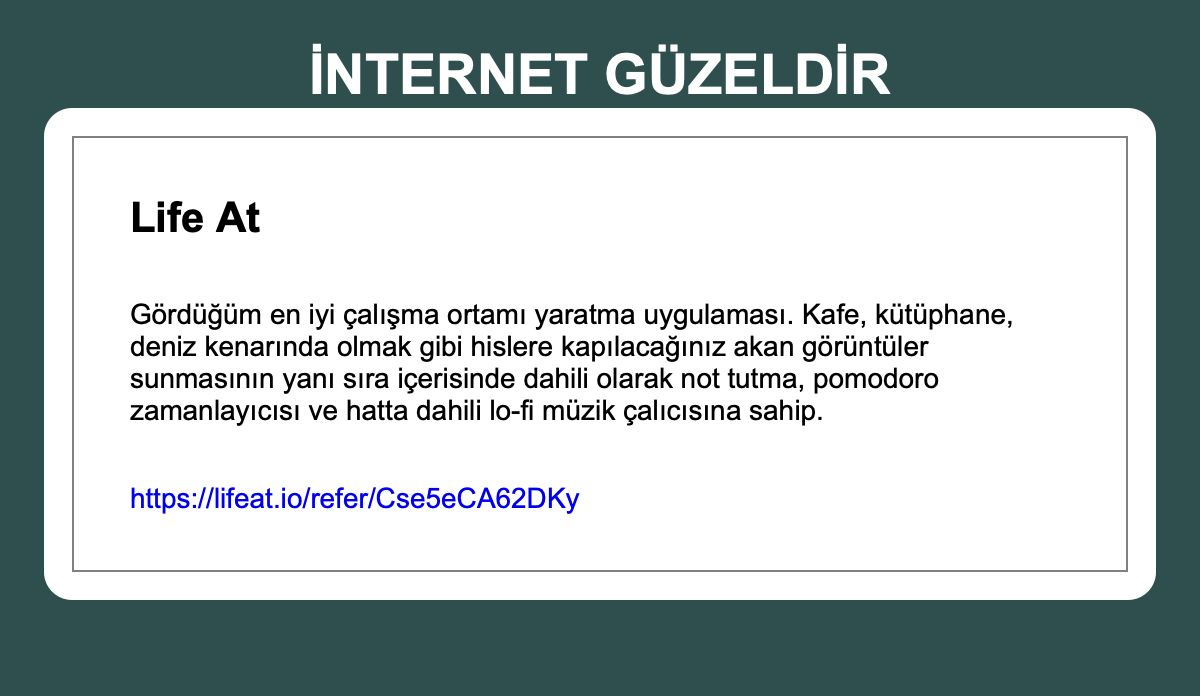 İNTERNET GÜZELDİR
Life At
Gördüğüm en iyi çalışma ortamı yaratma uygulaması. Kafe, kütüphane,
deniz kenarında olmak gibi hislere kapılacağınız akan görüntüler
sunmasının yanı sıra içerisinde dahili olarak not tutma, pomodoro
zamanlayıcısı ve hatta dahili lo-fi müzik çalıcısına sahip.
https://lifeat.io/refer/Cse5eCA62DKy